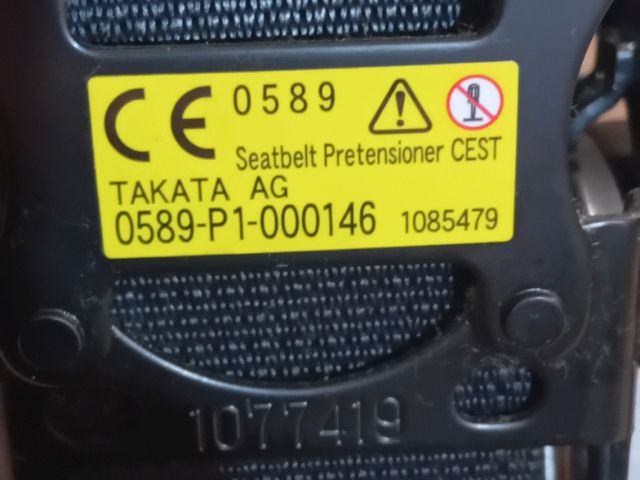 CE 0589
Seatbelt Pretensioner CEST
TAKATA AG
0589-P1-000146 1085479
1077419